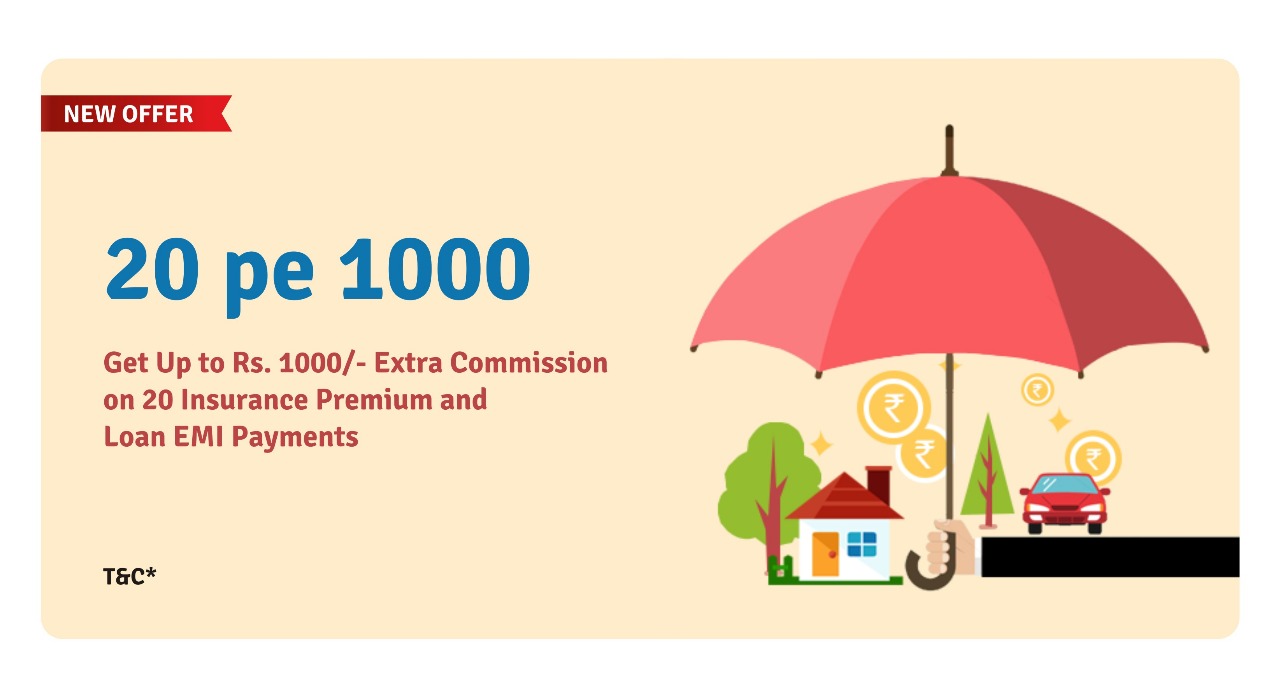 NEW OFFER
20 pe 1000
Get Up to Rs. 1000/- Extra Commission
on 20 Insurance Premium and
Loan EMI Payments
₹
₹
₹
₹
T&C*